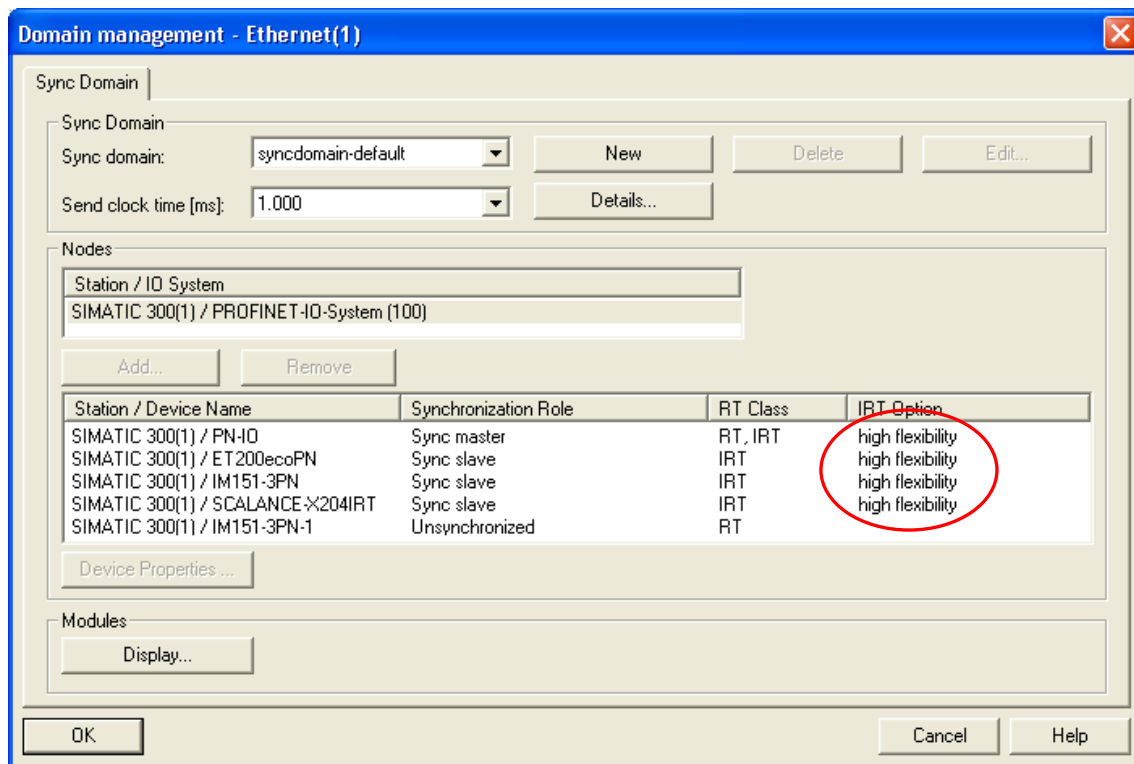 Domain management - Ethernet(1)
Sync Domain
Sync Domain
Sync domain: syncdomain-default New Delete Edit...
Send clock time [ms]: 1.000 Details...
Nodes
Station / IO System
SIMATIC 300(1) / PROFINET-IO-System (100)
Add... Remove
Station / Device Name Synchronization Role RT Class IRT Option
SIMATIC 300(1) / PN-IO Sync master RT, IRT high flexibility
SIMATIC 300(1) / ET200ecoPN Sync slave IRT high flexibility
SIMATIC 300(1) / IM151-3PN Sync slave IRT high flexibility
SIMATIC 300(1) / SCALANCE-X204IRT Sync slave IRT high flexibility
SIMATIC 300(1) / IM151-3PN-1 Unsynchronized RT
Device Properties ...
Modules
Display...
OK Cancel Help